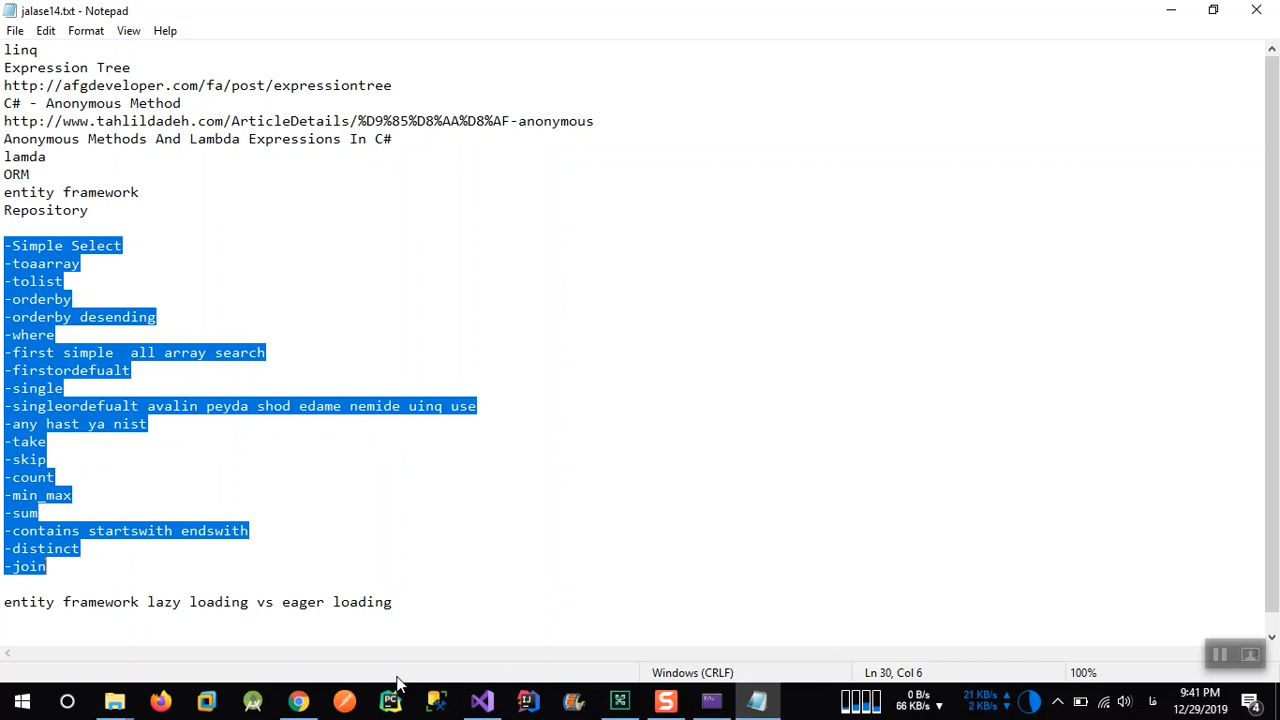 jalase14.txt - Notepad
File Edit Format View Help
linq
Expression Tree
http://afgdeveloper.com/fa/post/expressiontree
C# - Anonymous Method
http://www.tahlildadeh.com/ArticleDetails/%D9%85%D8%AA%D8%AF-anonymous
Anonymous Methods And Lambda Expressions In C#
lamda
ORM
entity framework
Repository
-Simple Select
-toaarray
-tolist
-orderby
-orderby desending
-where
-first simple  all array search
-firstordefualt
-single
-singleordefualt avalin peyda shod edame nemide uinq use
-any hast ya nist
-take
-skip
-count
-min_max
-sum
-contains startswith endswith
-distinct
-join
entity framework lazy loading vs eager loading
Windows (CRLF) Ln 30, Col 6 100%
0 B/s 21 KB/s 9:41 PM
66 KB/s 2 KB/s فا 12/29/2019 4